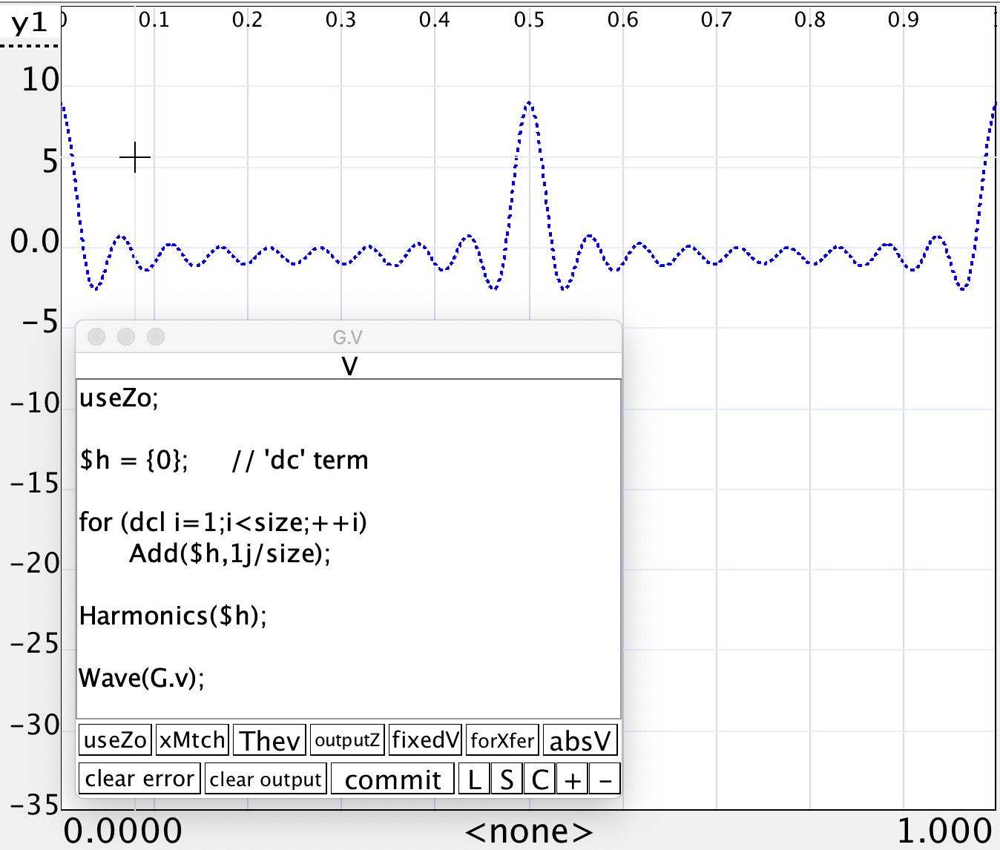 y1
0 0.1 0.2 0.3 0.4 0.5 0.6 0.7 0.8 0.9
10
5
0.0
-5
-10
-15
-20
-25
-30
-35
G.V
V
useZo;
$h = {0}; // 'dc' term
for (dcl i=1;i<size;++i)
Add($h,1j/size);
Harmonics($h);
Wave(G.v);
useZo xMtch Thev outputZ fixedV forXfer absV
clear error clear output commit L S C + -
0.0000 <none> 1.000